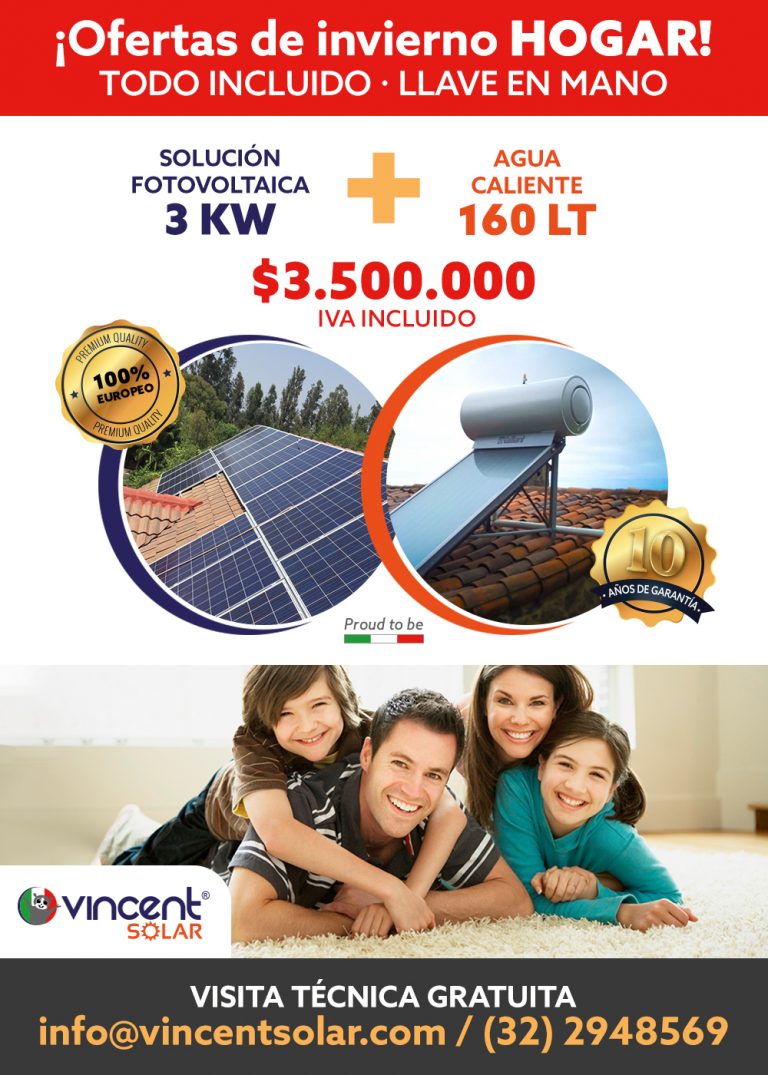 ¡Ofertas de invierno HOGAR!
TODO INCLUIDO · LLAVE EN MANO
SOLUCIÓN
FOTOVOLTAICA
3 KW
+
AGUA
CALIENTE
160 LT
$3.500.000
IVA INCLUIDO
PREMIUM QUALITY
100%
EUROPEO
PREMIUM QUALITY
10
AÑOS DE GARANTÍA
Proud to be
vincent®
SOLAR
VISITA TÉCNICA GRATUITA
info@vincentsolar.com / (32) 2948569